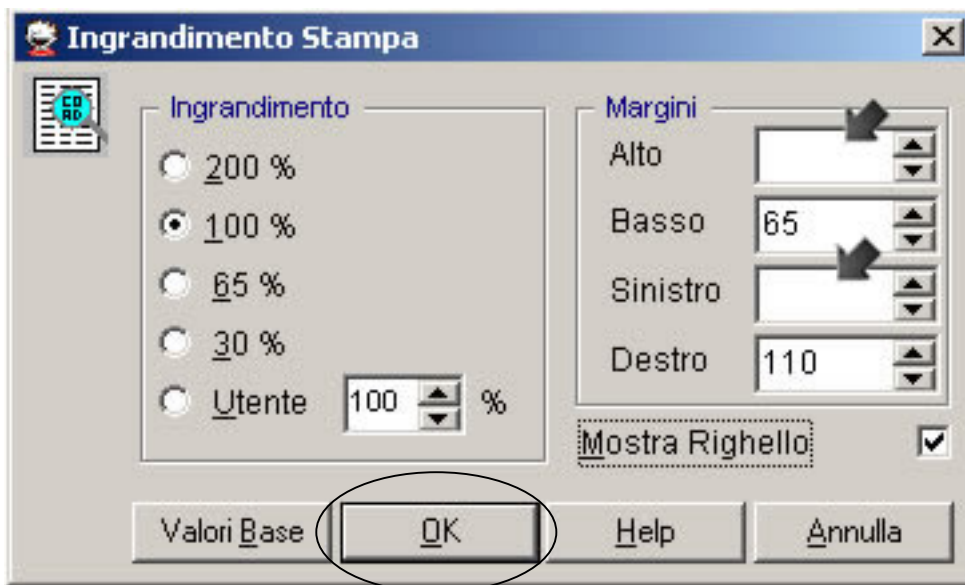 Ingrandimento Stampa
Ingrandimento
200 %
100 %
65 %
30 %
Utente 100 %
Margini
Alto
Basso 65
Sinistro
Destro 110
Mostra Righello
Valori Base OK Help Annulla